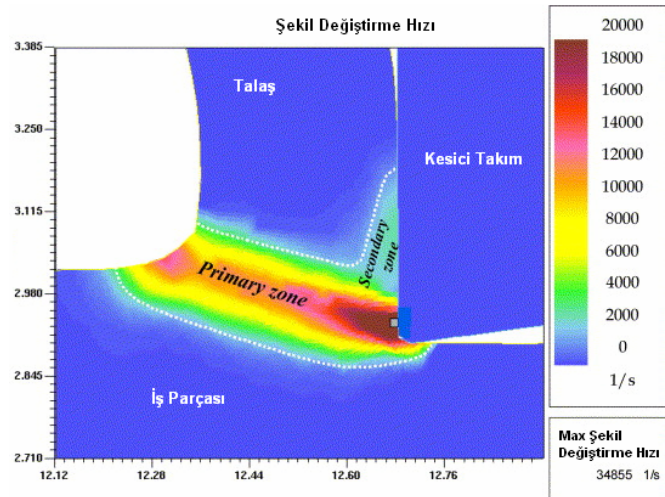 Şekil Değiştirme Hızı
3.385
3.250
3.115
2.980
2.845
2.710
12.12
12.28
12.44
12.60
12.76
Talaş
Kesici Takım
Primary zone
Secondary
zone
İş Parçası
20000
18000
16000
14000
12000
10000
8000
6000
4000
2000
0
1/s
Max Şekil
Değiştirme Hızı
34855 1/s